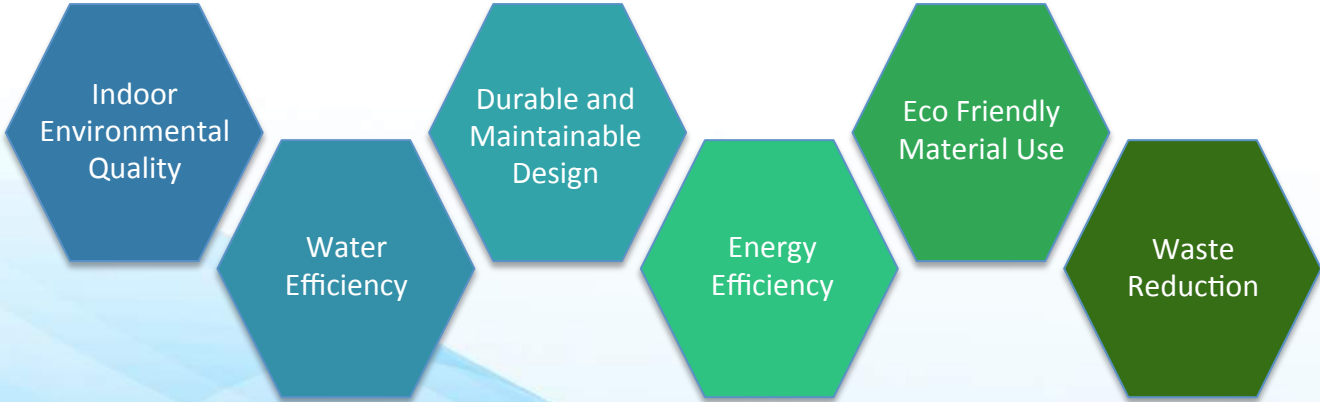 Indoor
Environmental
Quality
Water
Efficiency
Durable and
Maintainable
Design
Energy
Efficiency
Eco Friendly
Material Use
Waste
Reduction